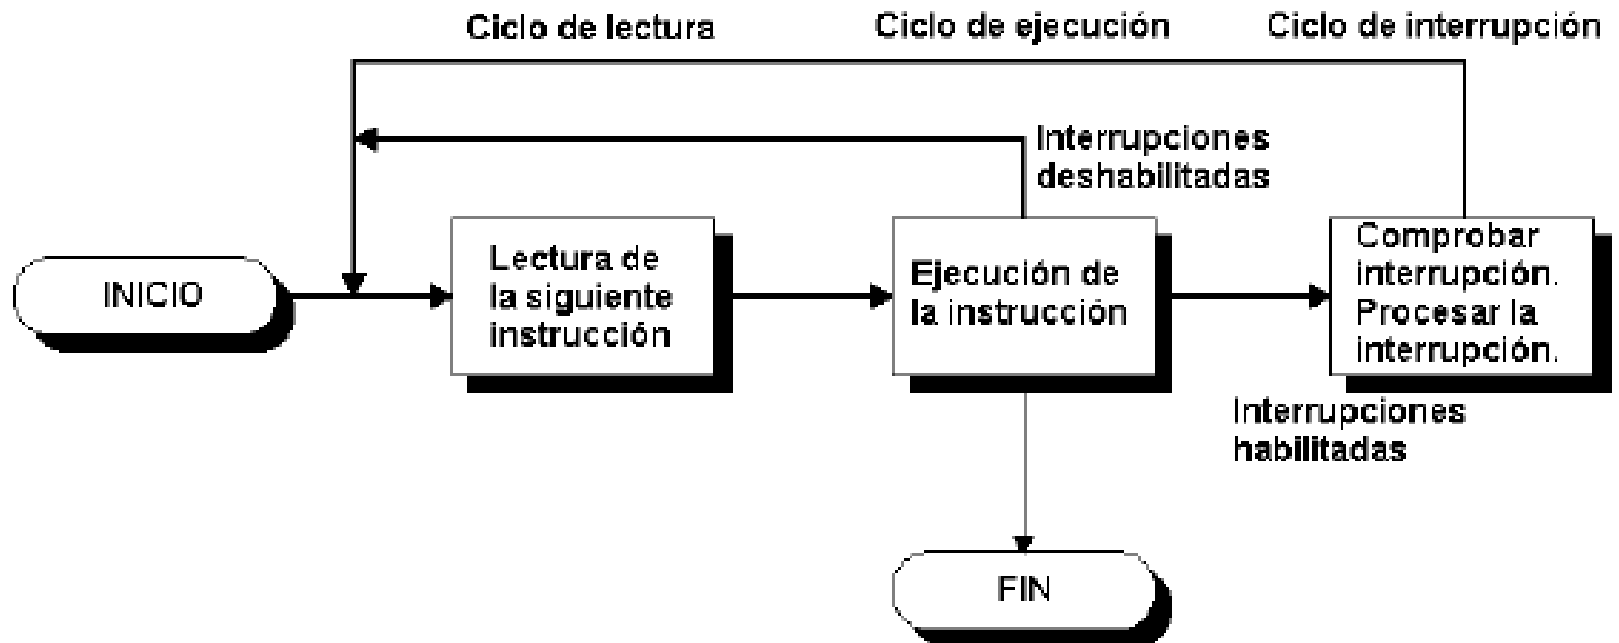 Ciclo de lectura
Ciclo de ejecución
Ciclo de interrupción
Interrupciones
deshabilitadas
INICIO
Lectura de
la siguiente
instrucción
Ejecución de
la instrucción
Comprobar
interrupción.
Procesar la
interrupción.
Interrupciones
habilitadas
FIN